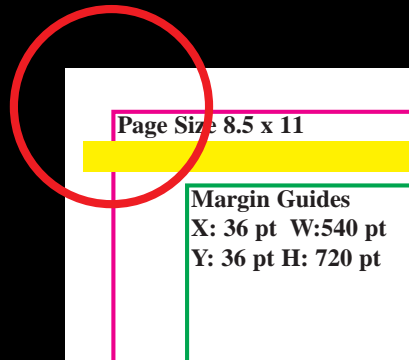 Page Size 8.5 x 11
Margin Guides
X: 36 pt  W:540 pt
Y: 36 pt H: 720 pt